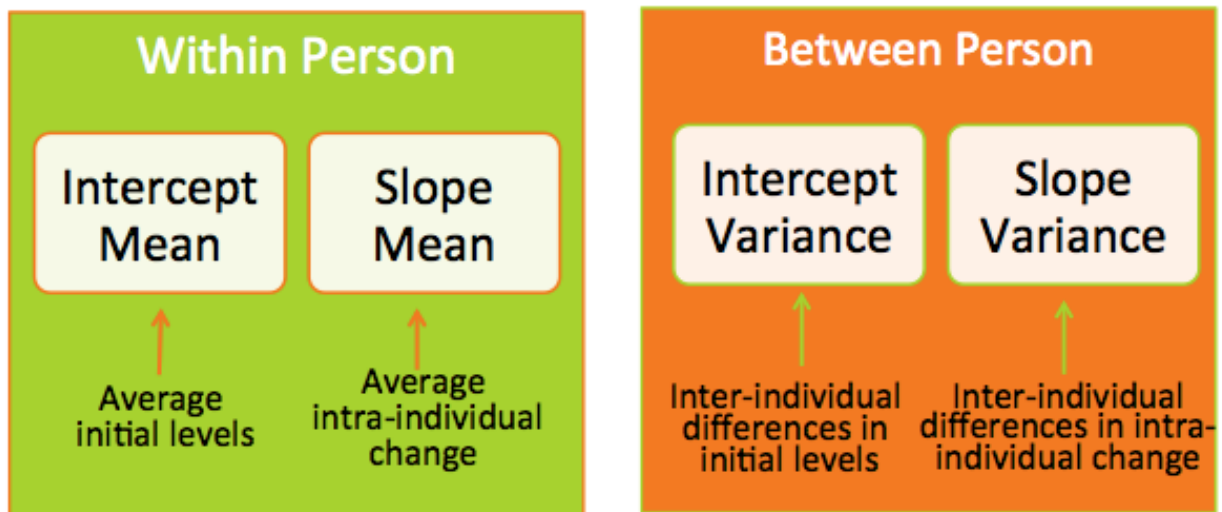 Within Person
Intercept
Mean
Slope
Mean
Average
initial levels
Average
intra-individual
change
Between Person
Intercept
Variance
Slope
Variance
Inter-individual
differences in
initial levels
Inter-individual
differences in intra-
individual change